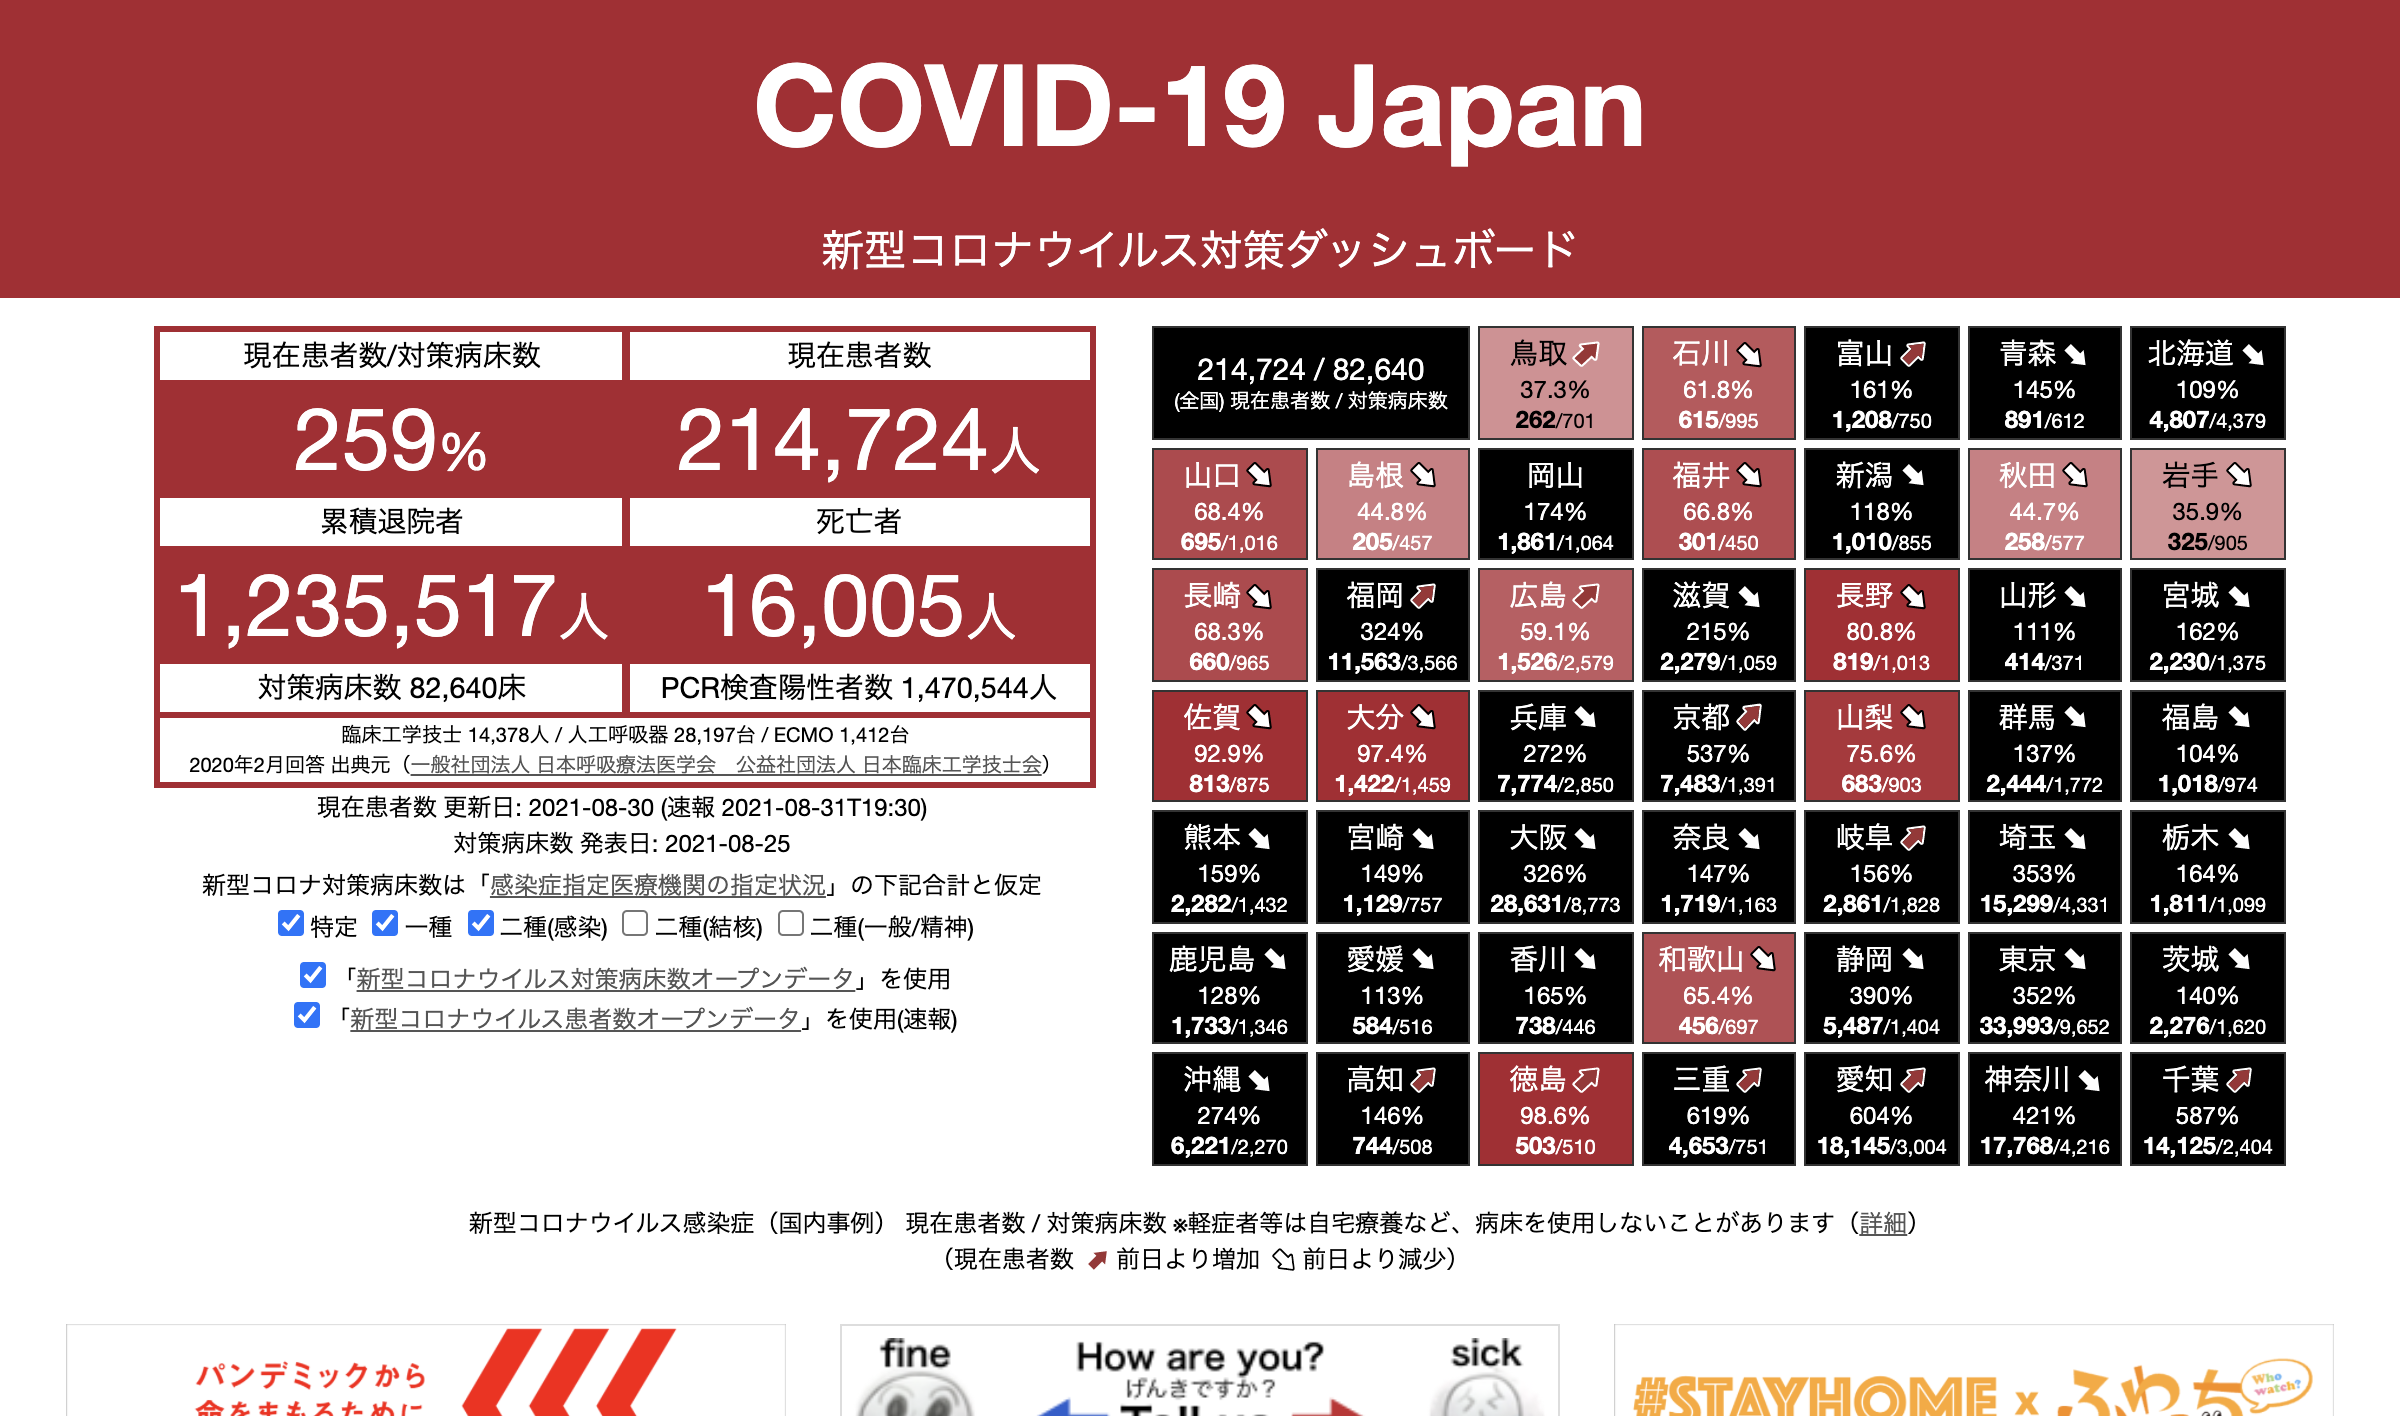 COVID-19 Japan
新型コロナウイルス対策ダッシュボード
現在患者数/対策病床数
現在患者数
259%
214,724人
累積退院者
死亡者
1,235,517人
16,005人
対策病床数 82,640床
PCR検査陽性者数 1,470,544人
臨床工学技士 14,378人 / 人工呼吸器 28,197台 / ECMO 1,412台
2020年2月回答 出典元（一般社団法人 日本呼吸療法医学会　公益社団法人 日本臨床工学技士会）
現在患者数 更新日: 2021-08-30 (速報 2021-08-31T19:30)
対策病床数 発表日: 2021-08-25
新型コロナ対策病床数は「感染症指定医療機関の指定状況」の下記合計と仮定
特定 一種 二種(感染) 二種(結核) 二種(一般/精神)
「新型コロナウイルス対策病床数オープンデータ」を使用
「新型コロナウイルス患者数オープンデータ」を使用(速報)
214,724 / 82,640
(全国) 現在患者数 / 対策病床数
鳥取
37.3%
262/701
石川
61.8%
615/995
富山
161%
1,208/750
青森
145%
891/612
北海道
109%
4,807/4,379
山口
68.4%
695/1,016
島根
44.8%
205/457
岡山
174%
1,861/1,064
福井
66.8%
301/450
新潟
118%
1,010/855
秋田
44.7%
258/577
岩手
35.9%
325/905
長崎
68.3%
660/965
福岡
324%
11,563/3,566
広島
59.1%
1,526/2,579
滋賀
215%
2,279/1,059
長野
80.8%
819/1,013
山形
111%
414/371
宮城
162%
2,230/1,375
佐賀
92.9%
813/875
大分
97.4%
1,422/1,459
兵庫
272%
7,774/2,850
京都
537%
7,483/1,391
山梨
75.6%
683/903
群馬
137%
2,444/1,772
福島
104%
1,018/974
熊本
159%
2,282/1,432
宮崎
149%
1,129/757
大阪
326%
28,631/8,773
奈良
147%
1,719/1,163
岐阜
156%
2,861/1,828
埼玉
353%
15,299/4,331
栃木
164%
1,811/1,099
鹿児島
128%
1,733/1,346
愛媛
113%
584/516
香川
165%
738/446
和歌山
65.4%
456/697
静岡
390%
5,487/1,404
東京
352%
33,993/9,652
茨城
140%
2,276/1,620
沖縄
274%
6,221/2,270
高知
146%
744/508
徳島
98.6%
503/510
三重
619%
4,653/751
愛知
604%
18,145/3,004
神奈川
421%
17,768/4,216
千葉
587%
14,125/2,404
新型コロナウイルス感染症（国内事例） 現在患者数 / 対策病床数 ※軽症者等は自宅療養など、病床を使用しないことがあります（詳細）
（現在患者数 前日より増加 前日より減少）
パンデミックから
命をまもるために
fine
How are you?
げんきですか？
sick
#STAYHOME x ふわっち
Who watch?